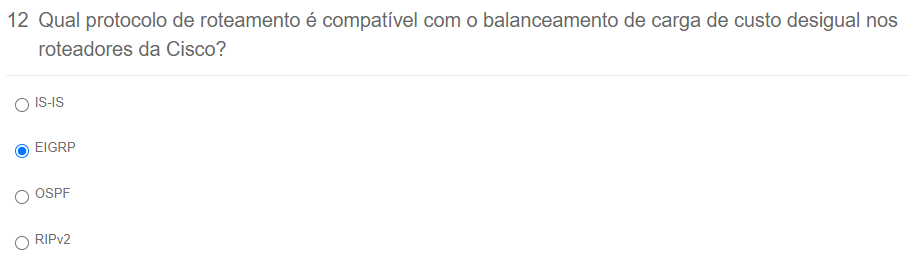 12 Qual protocolo de roteamento é compatível com o balanceamento de carga de custo desigual nos
roteadores da Cisco?
IS-IS
EIGRP
OSPF
RIPv2